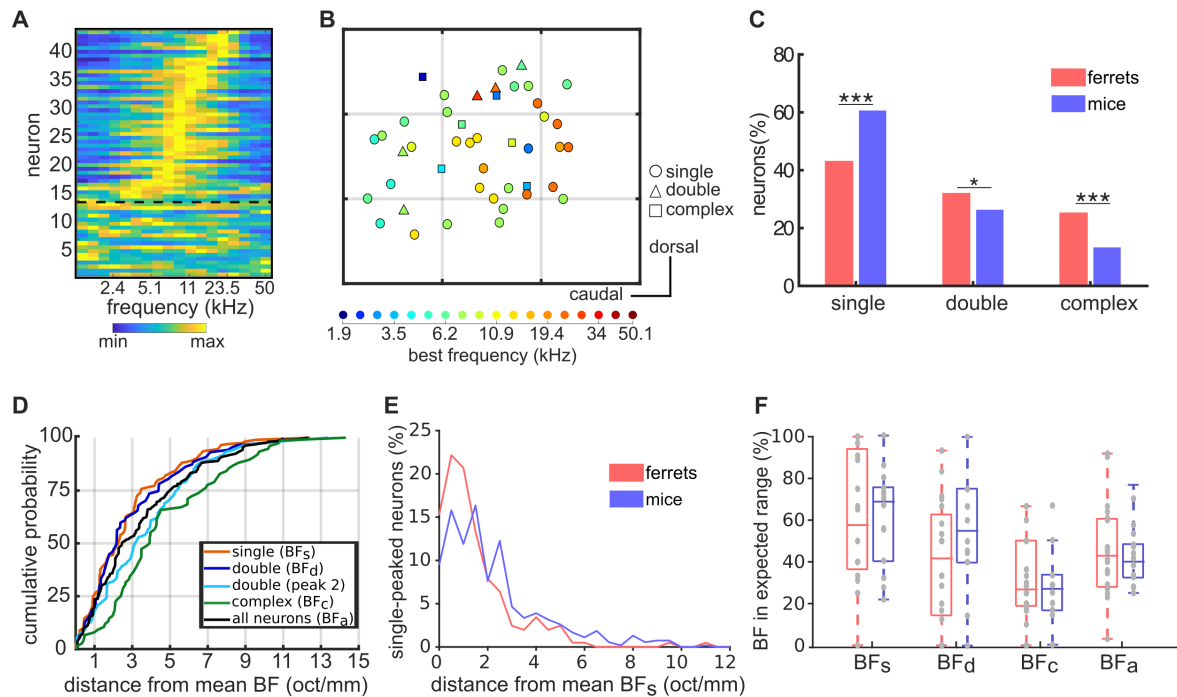 A
neuron
40
35
30
25
20
15
10
5
2.4 5.1 11 23.5 50
frequency (kHz)
min max
B
single
double
complex
dorsal
caudal
1.9 3.5 6.2 10.9 19.4 34 50.1
best frequency (kHz)
C
neurons(%)
80
60
40
20
0
ferrets
mice
***
*
***
single double complex
D
cumulative probability
100
75
50
25
0
single (BFs)
double (BFd)
double (peak 2)
complex (BFc)
all neurons (BFa)
1 3 5 7 9 11 13 15
distance from mean BF (oct/mm)
E
single-peaked neurons (%)
25
20
15
10
5
0
ferrets
mice
0 2 4 6 8 10 12
distance from mean BFs (oct/mm)
F
BF in expected range (%)
100
80
60
40
20
0
BFs BFd BFc BFa